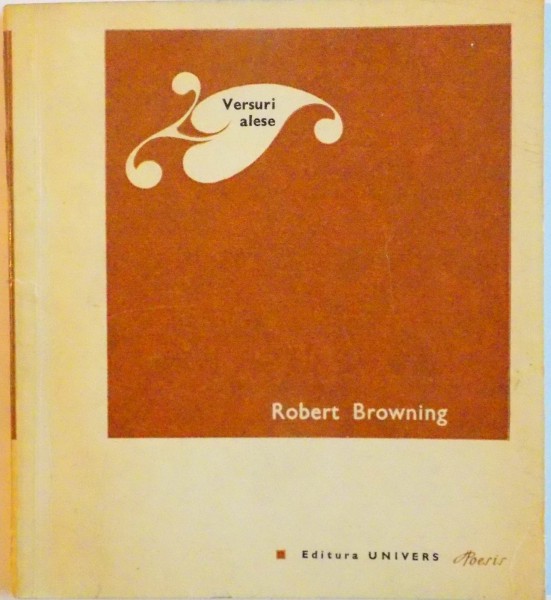 Versuri
alese
Robert Browning
Editura UNIVERS Poesis